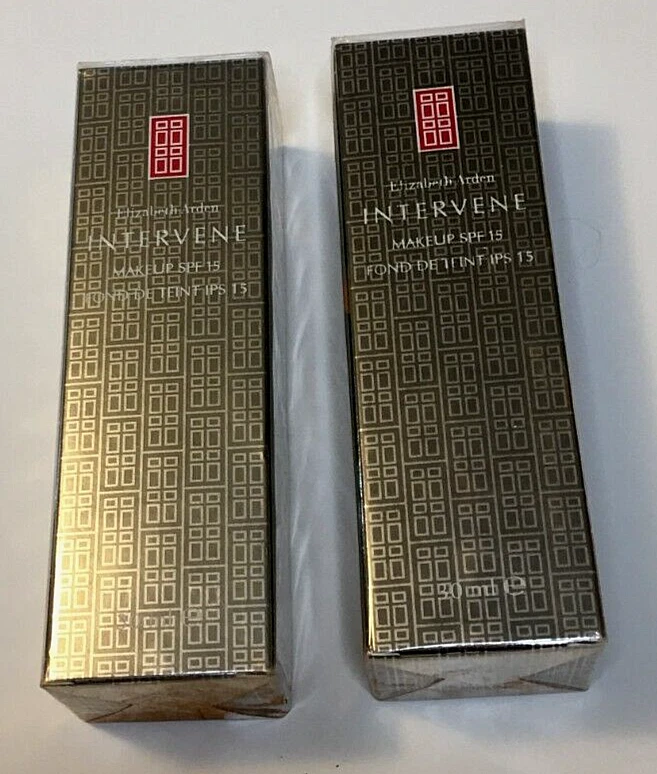 Elizabeth Arden
INTERVENE
MAKEUP SPF 15
FOND DE TEINT IPS 15
Elizabeth Arden
INTERVENE
MAKEUP SPF 15
FOND DE TEINT IPS 15
ml e